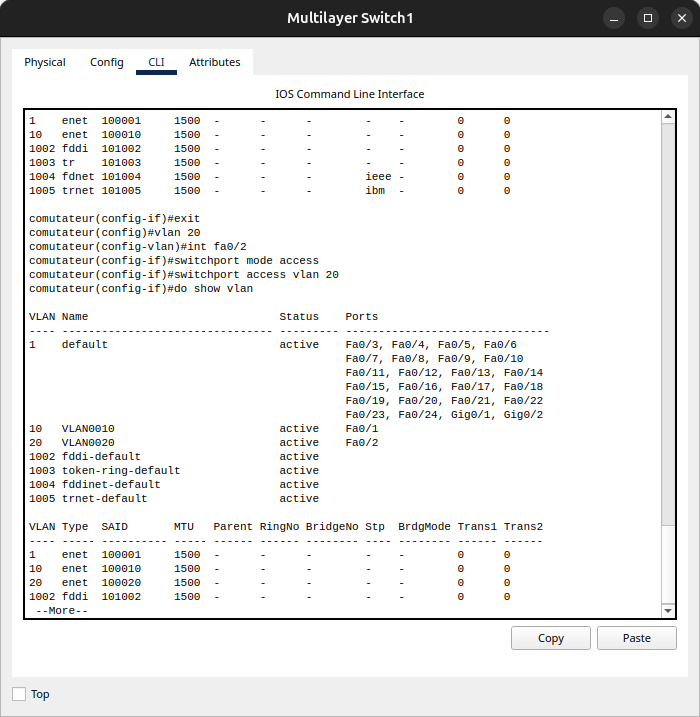 Multilayer Switch1
Physical Config CLI Attributes
IOS Command Line Interface
1    enet  100001     1500  -      -      -        -    -        0      0
10   enet  100010     1500  -      -      -        -    -        0      0
1002 fddi  101002     1500  -      -      -        -    -        0      0
1003 tr    101003     1500  -      -      -        -    -        0      0
1004 fdnet 101004     1500  -      -      -        ieee -        0      0
1005 trnet 101005     1500  -      -      -        ibm  -        0      0
comutateur(config-if)#exit
comutateur(config)#vlan 20
comutateur(config-vlan)#int fa0/2
comutateur(config-if)#switchport mode access
comutateur(config-if)#switchport access vlan 20
comutateur(config-if)#do show vlan
VLAN Name                             Status    Ports
---- -------------------------------- --------- -------------------------------
1    default                          active    Fa0/3, Fa0/4, Fa0/5, Fa0/6
Fa0/7, Fa0/8, Fa0/9, Fa0/10
Fa0/11, Fa0/12, Fa0/13, Fa0/14
Fa0/15, Fa0/16, Fa0/17, Fa0/18
Fa0/19, Fa0/20, Fa0/21, Fa0/22
Fa0/23, Fa0/24, Gig0/1, Gig0/2
10   VLAN0010                         active    Fa0/1
20   VLAN0020                         active    Fa0/2
1002 fddi-default                     active
1003 token-ring-default               active
1004 fddinet-default                  active
1005 trnet-default                    active
VLAN Type  SAID       MTU   Parent RingNo BridgeNo Stp  BrdgMode Trans1 Trans2
---- ----- ---------- ----- ------ ------ -------- ---- -------- ------ ------
1    enet  100001     1500  -      -      -        -    -        0      0
10   enet  100010     1500  -      -      -        -    -        0      0
20   enet  100020     1500  -      -      -        -    -        0      0
1002 fddi  101002     1500  -      -      -        -    -        0      0
--More--
Copy Paste
Top